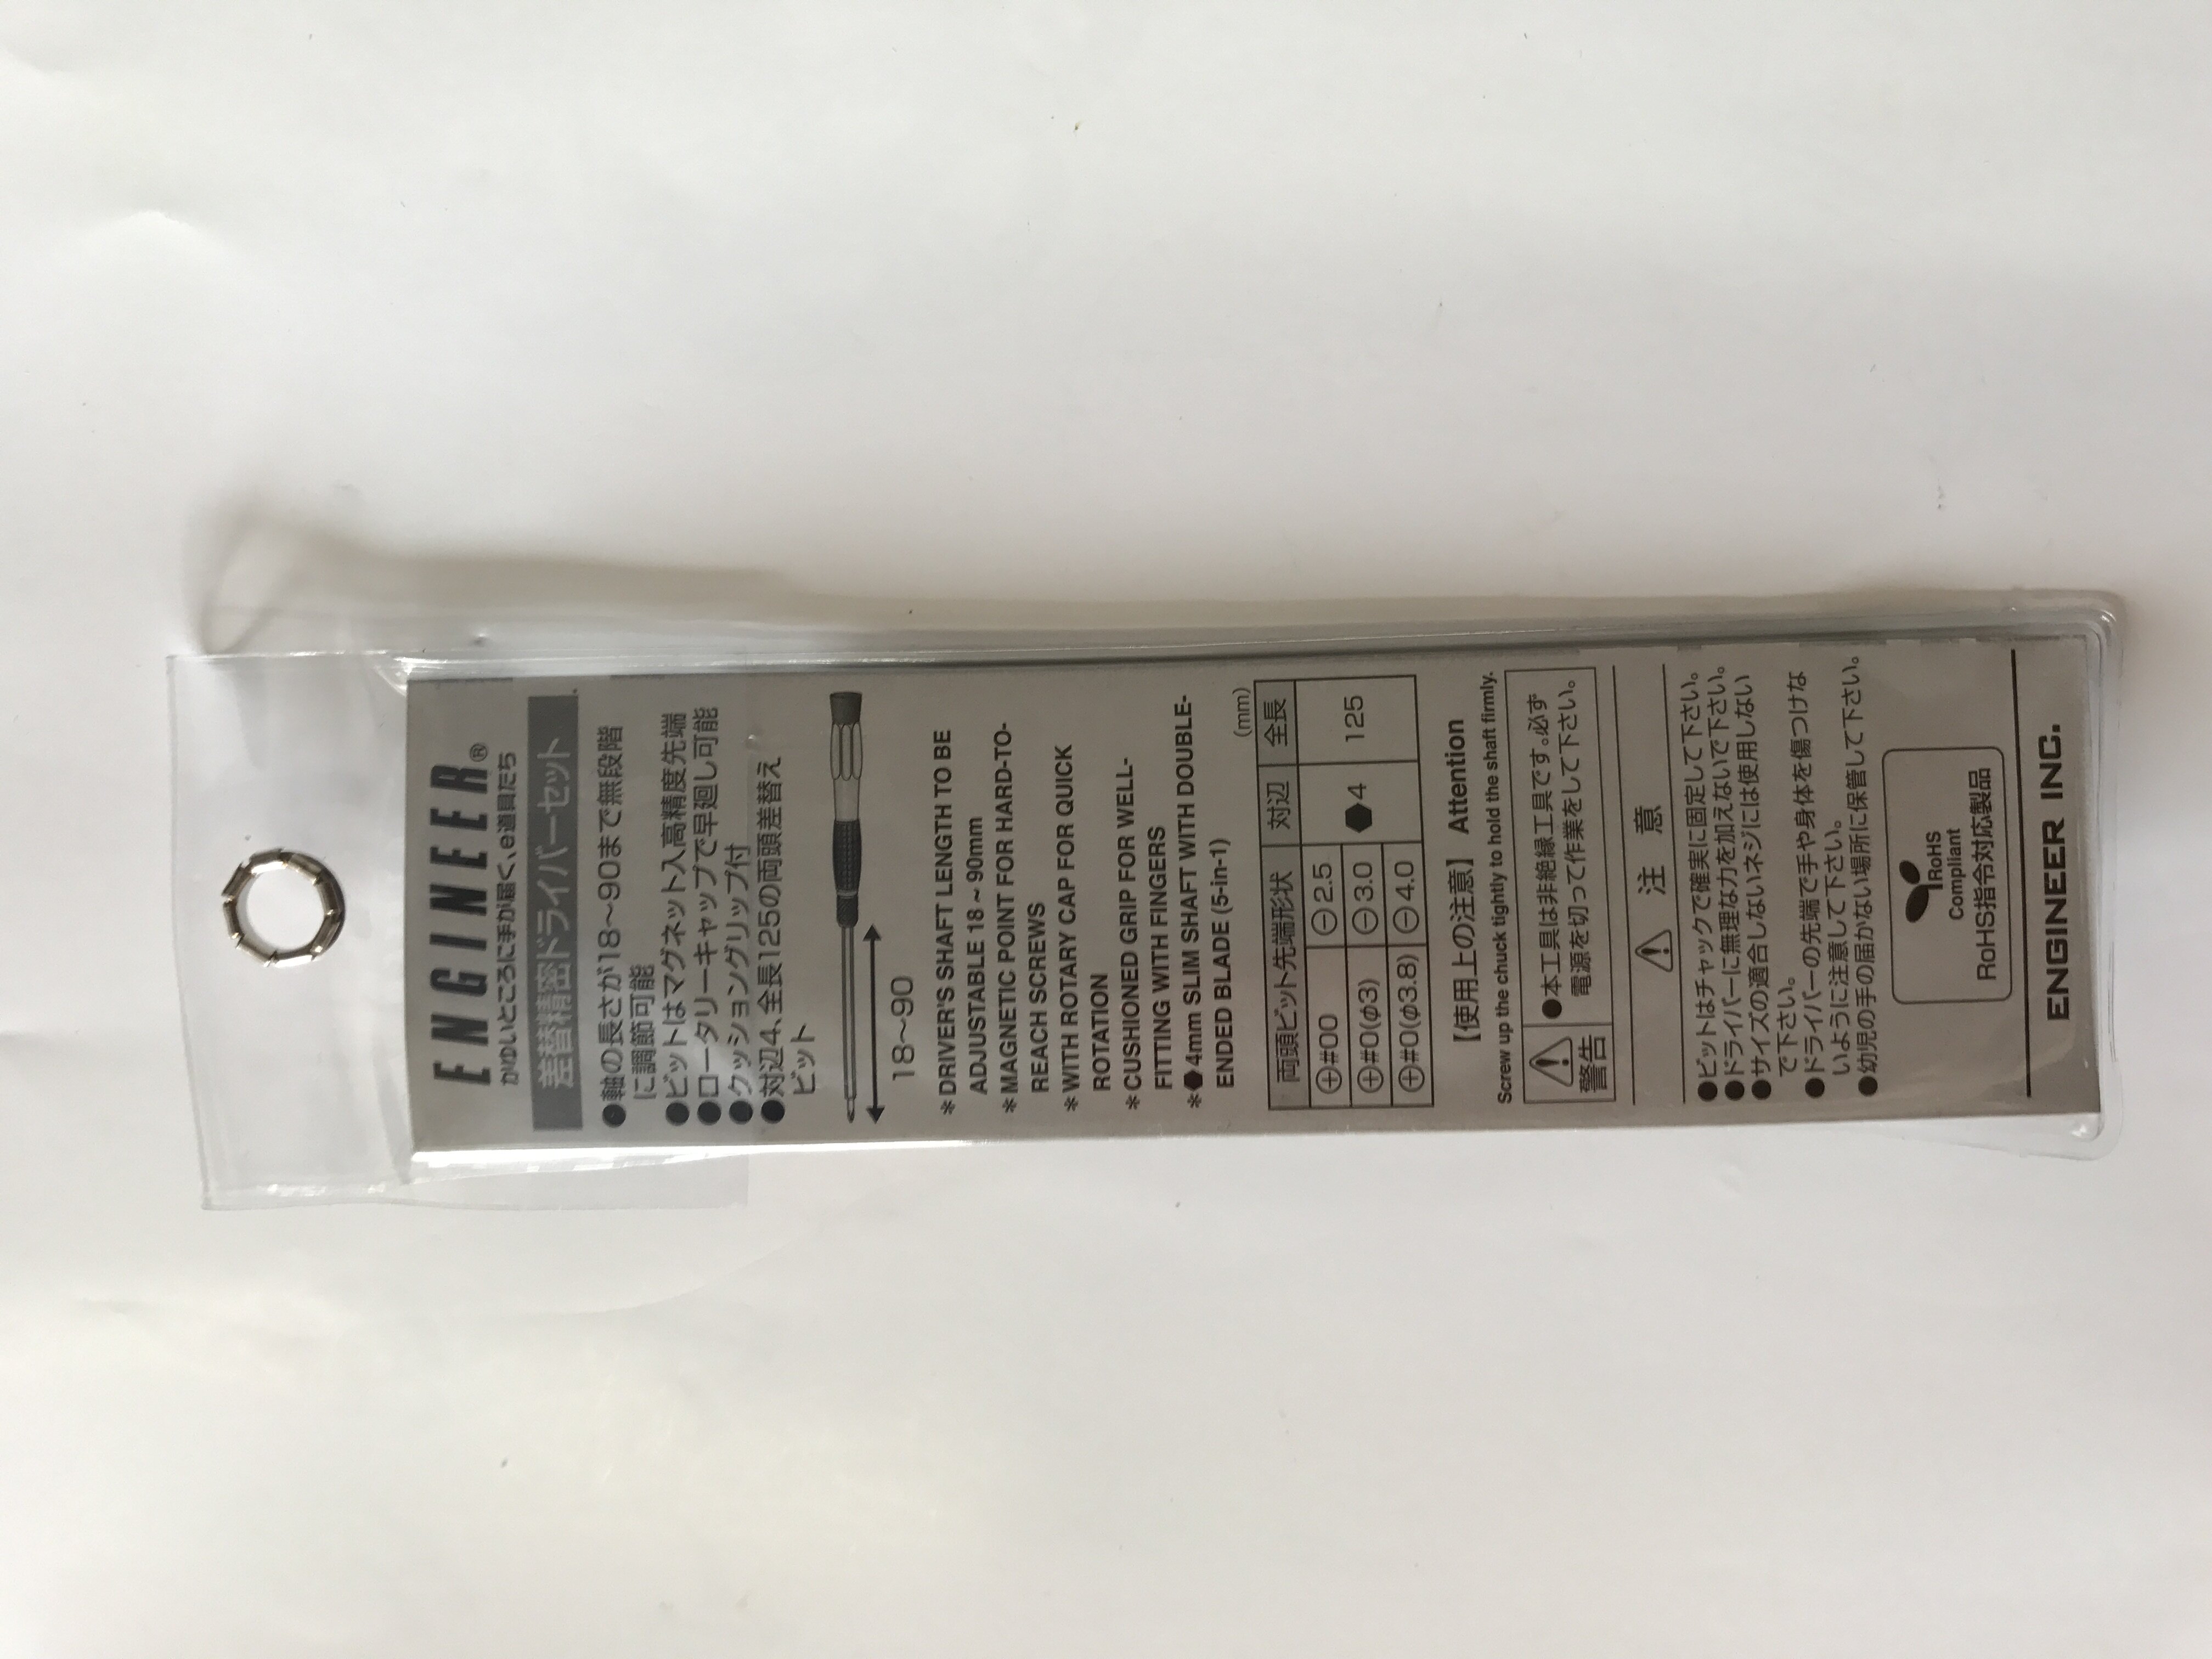 ENGINEER®
かゆいところに手が届く、e道具たち
差替精密ドライバーセット
●軸の長さが18～90まで無段階
に調節可能
●ビットはマグネット入高精度先端
●ロータリーキャップで早廻し可能
●クッショングリップ付
●対辺4、全長125の両頭差替え
ビット
18～90
*DRIVER'S SHAFT LENGTH TO BE
ADJUSTABLE 18～90mm
*MAGNETIC POINT FOR HARD-TO-
REACH SCREWS
*WITH ROTARY CAP FOR QUICK
ROTATION
*CUSHIONED GRIP FOR WELL-
FITTING WITH FINGERS
*⬢4mm SLIM SHAFT WITH DOUBLE-
ENDED BLADE (5-in-1)
(mm)
両頭ビット先端形状 対辺 全長
⊕#00 ⊖2.5
⊕#0(φ3) ⊖3.0 ⬢4 125
⊕#0(φ3.8) ⊖4.0
【使用上の注意】 Attention
Screw up the chuck tightly to hold the shaft firmly.
警告
●本工具は非絶縁工具です。必ず
電源を切って作業をして下さい。
注 意
●ビットはチャックで確実に固定して下さい。
●ドライバーに無理な力を加えないで下さい。
●サイズの適合しないネジには使用しない
で下さい。
●ドライバーの先端で手や身体を傷つけな
いように注意して下さい。
●幼児の手の届かない場所に保管して下さい。
RoHS
Compliant
RoHS指令対応製品
ENGINEER INC.